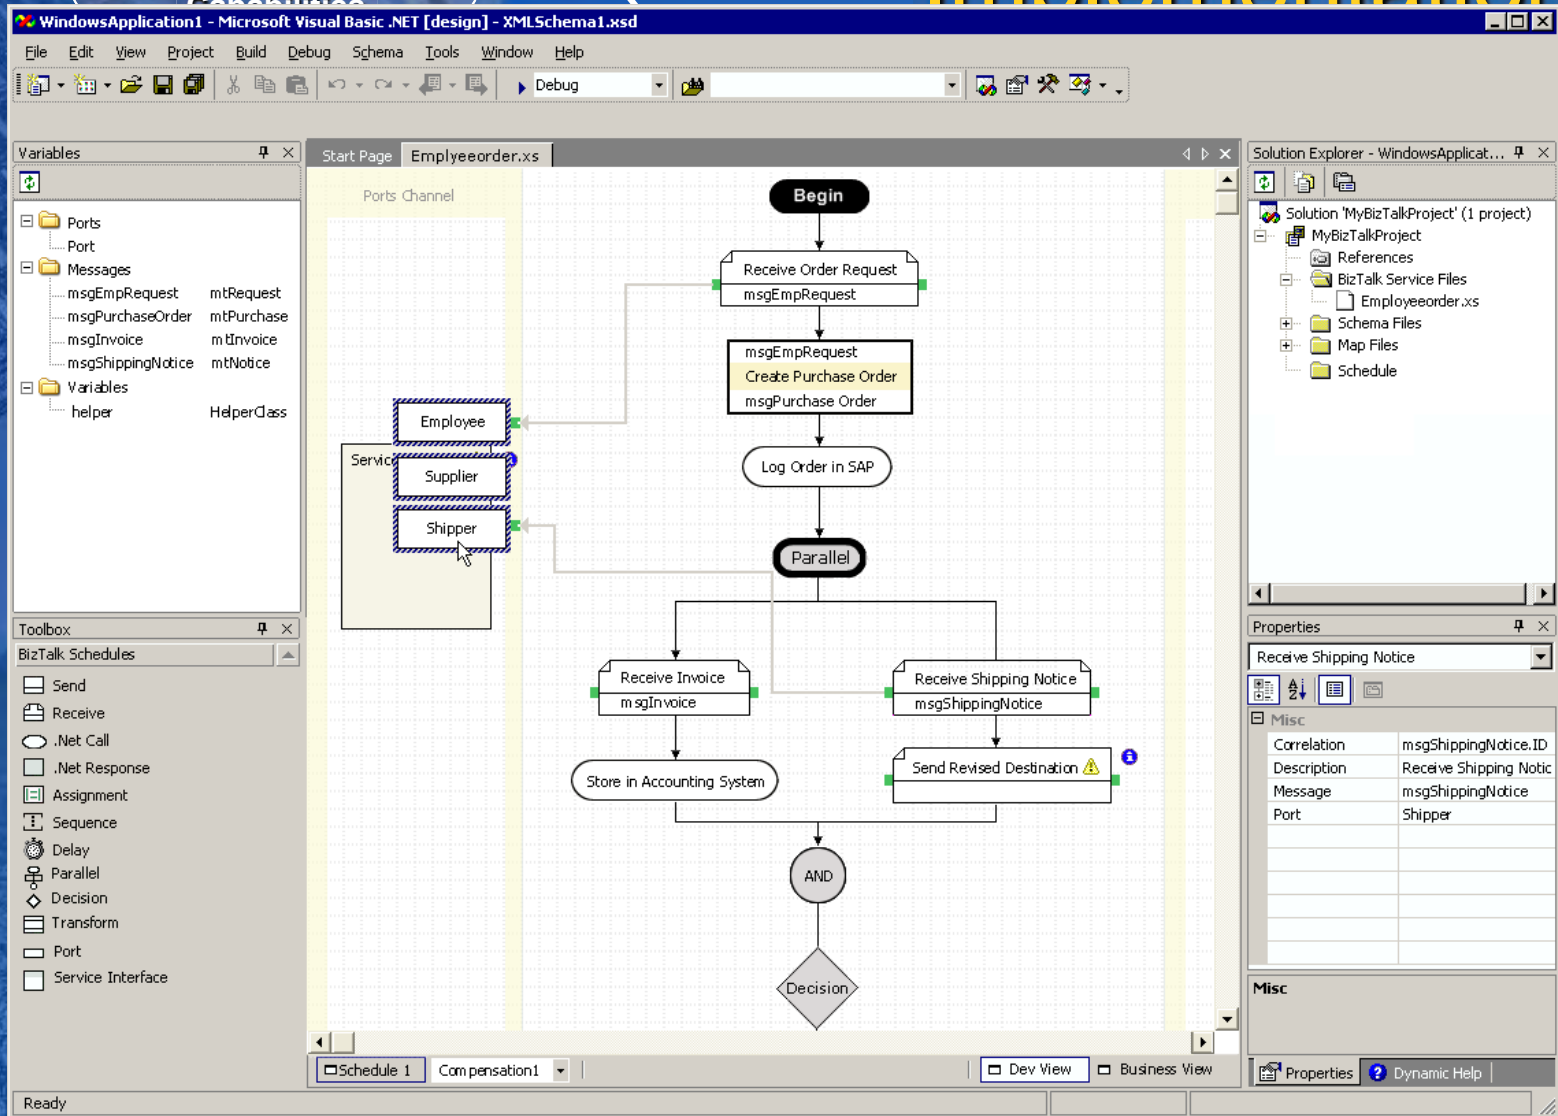 Capabilities
WindowsApplication1 - Microsoft Visual Basic .NET [design] - XMLSchema1.xsd
File Edit View Project Build Debug Schema Tools Window Help
Debug
Variables
Ports
Port
Messages
msgEmpRequest mtRequest
msgPurchaseOrder mtPurchase
msgInvoice mtInvoice
msgShippingNotice mtNotice
Variables
helper HelperClass
Toolbox
BizTalk Schedules
Send
Receive
.Net Call
.Net Response
Assignment
Sequence
Delay
Parallel
Decision
Transform
Port
Service Interface
Start Page Emplyeeorder.xs
Ports Channel
Begin
Receive Order Request
msgEmpRequest
msgEmpRequest
Create Purchase Order
msgPurchase Order
Employee
Servic
Supplier
Shipper
Log Order in SAP
Parallel
Receive Invoice
msgInvoice
Receive Shipping Notice
msgShippingNotice
Store in Accounting System
Send Revised Destination
AND
Decision
Schedule 1 Compensation1
Dev View Business View
Solution Explorer - WindowsApplicat...
Solution 'MyBizTalkProject' (1 project)
MyBizTalkProject
References
BizTalk Service Files
Employeeorder.xs
Schema Files
Map Files
Schedule
Properties
Receive Shipping Notice
Misc
Correlation msgShippingNotice.ID
Description Receive Shipping Notic
Message msgShippingNotice
Port Shipper
Misc
Properties Dynamic Help
Ready